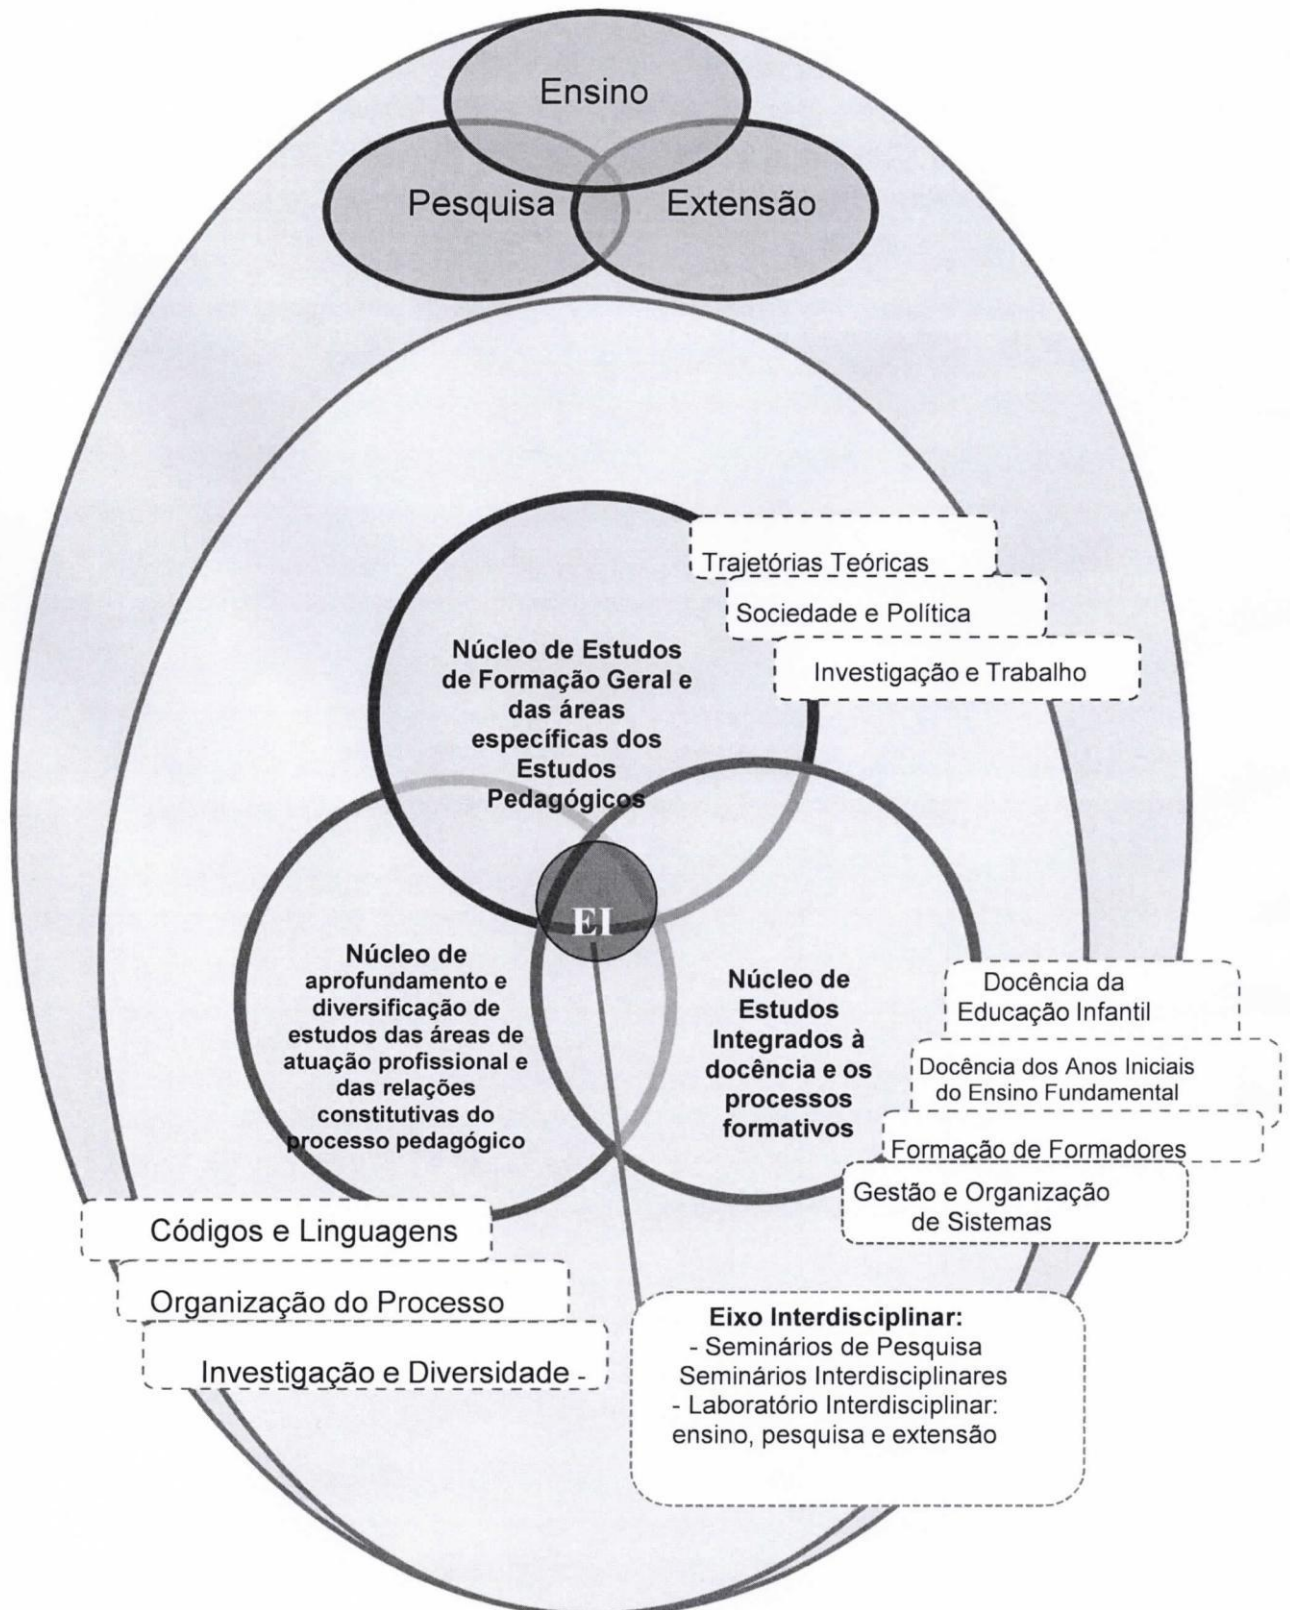 Ensino
Pesquisa
Extensão
Trajetórias Teóricas
Sociedade e Política
Investigação e Trabalho
Núcleo de Estudos
de Formação Geral e
das áreas
específicas dos
Estudos
Pedagógicos
EI
Núcleo de
aprofundamento e
diversificação de
estudos das áreas de
atuação profissional e
das relações
constitutivas do
processo pedagógico
Núcleo de
Estudos
Integrados à
docência e os
processos
formativos
Docência da
Educação Infantil
Docência dos Anos Iniciais
do Ensino Fundamental
Formação de Formadores
Gestão e Organização
de Sistemas
Códigos e Linguagens
Organização do Processo
Investigação e Diversidade -
Eixo Interdisciplinar:
- Seminários de Pesquisa
Seminários Interdisciplinares
- Laboratório Interdisciplinar:
ensino, pesquisa e extensão